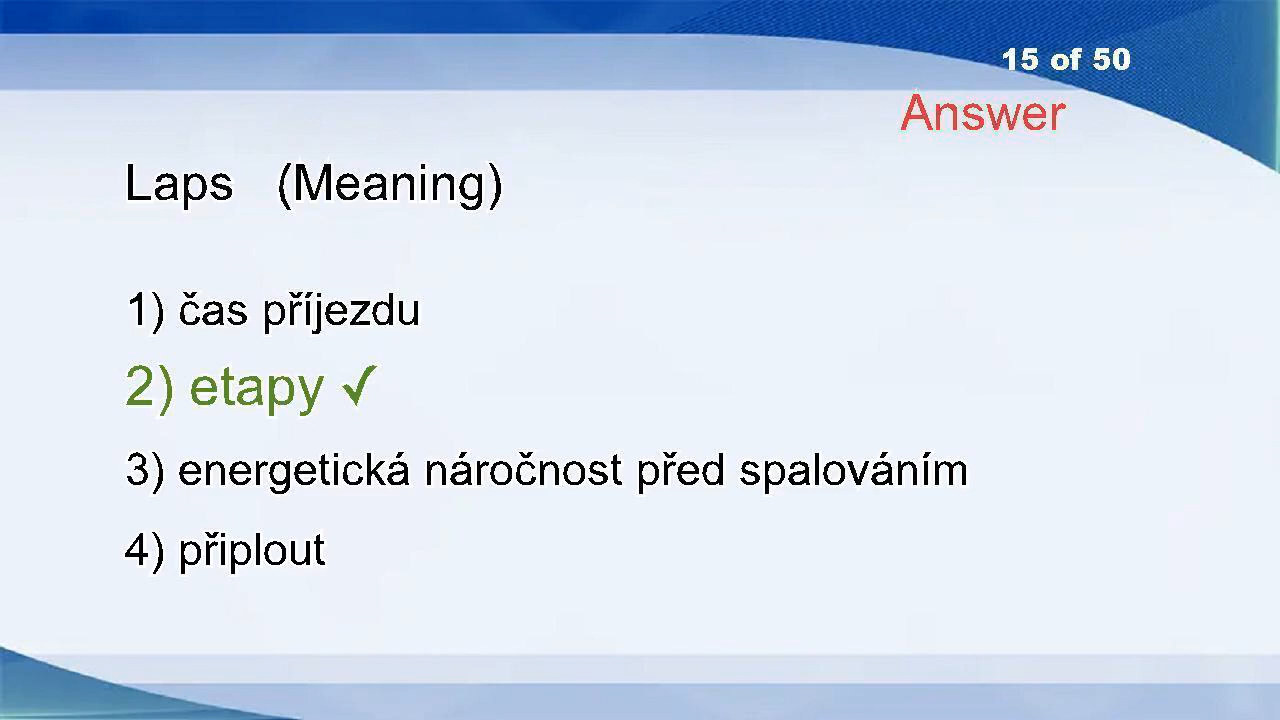 15 of 50
Answer
Laps (Meaning)
1) čas příjezdu
2) etapy ✓
3) energetická náročnost před spalováním
4) připlout